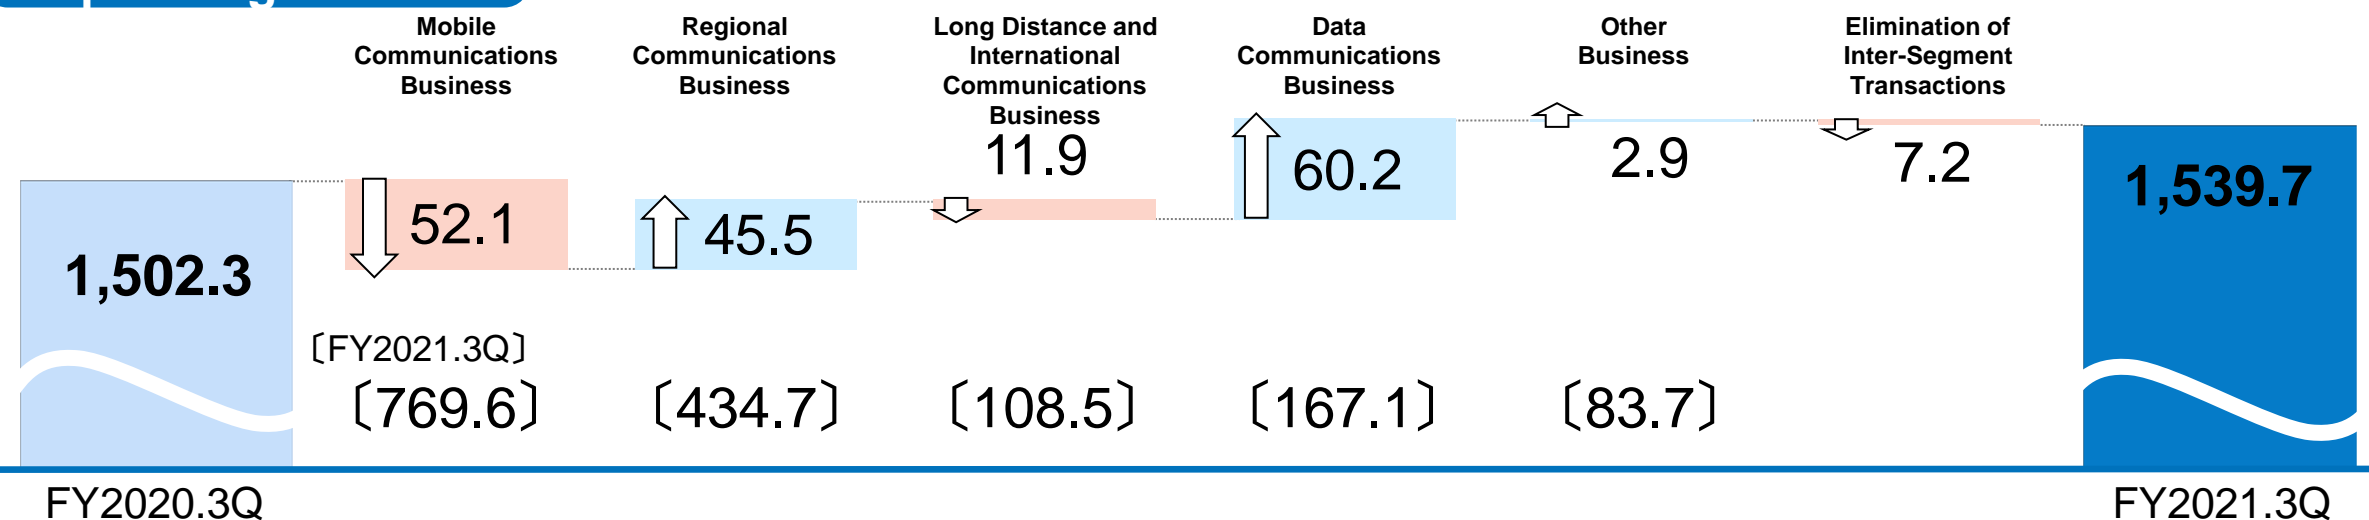 Mobile
Communications
Business
Regional
Communications
Business
Long Distance and
International
Communications
Business
Data
Communications
Business
Other
Business
Elimination of
Inter-Segment
Transactions
1,502.3
52.1
45.5
11.9
60.2
2.9
7.2
1,539.7
〔FY2021.3Q〕
〔769.6〕
〔434.7〕
〔108.5〕
〔167.1〕
〔83.7〕
FY2020.3Q
FY2021.3Q